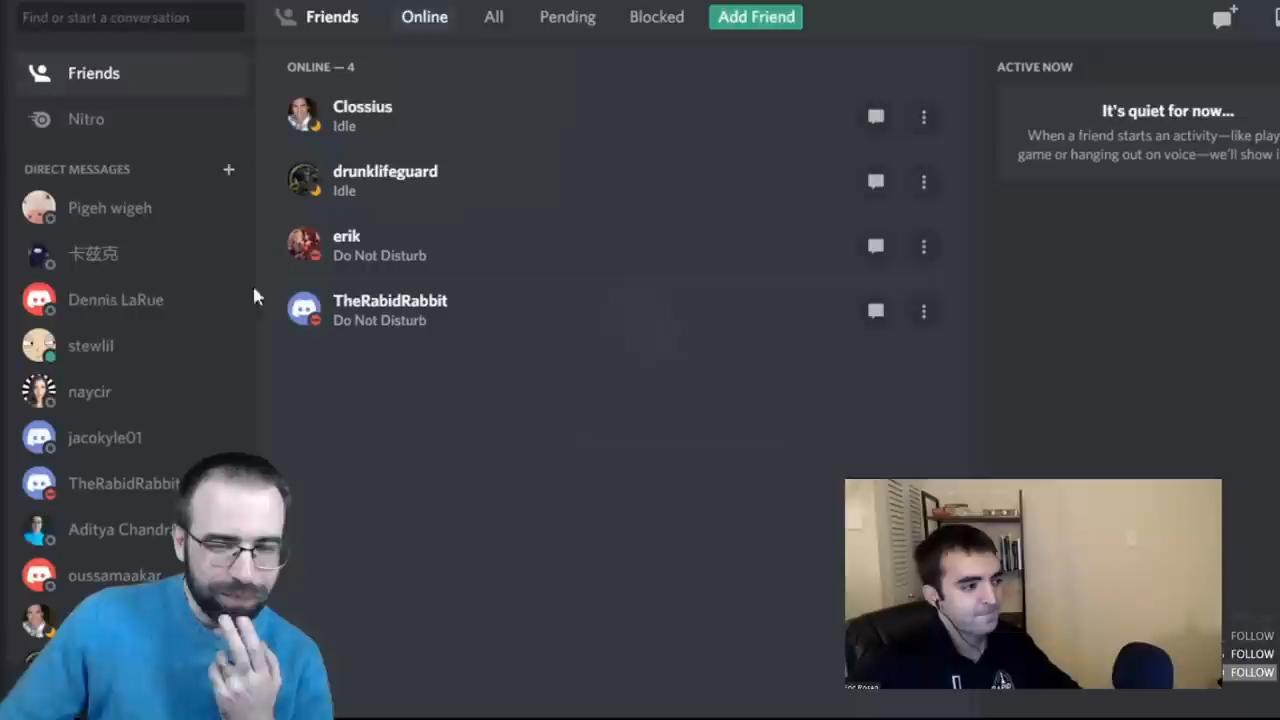 Find or start a conversation
Friends
Online
All
Pending
Blocked
Add Friend
Friends
Nitro
DIRECT MESSAGES
Pigeh wigeh
卡兹克
Dennis LaRue
stewlil
naycir
jacokyle01
TheRabidRabbit
Aditya Chandr
oussamaakar
ONLINE — 4
Clossius
Idle
drunklifeguard
Idle
erik
Do Not Disturb
TheRabidRabbit
Do Not Disturb
ACTIVE NOW
It's quiet for now...
When a friend starts an activity—like play
game or hanging out on voice—we'll show i
FOLLOW
FOLLOW
FOLLOW